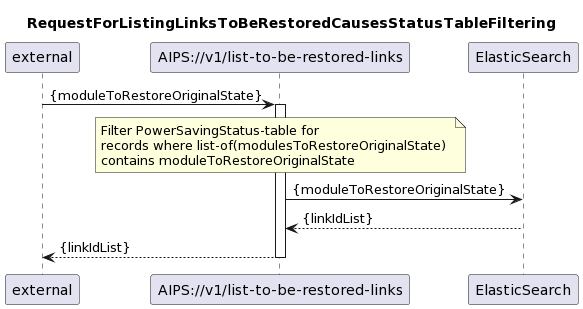 RequestForListingLinksToBeRestoredCausesStatusTableFiltering
external
AIPS://v1/list-to-be-restored-links
ElasticSearch
{moduleToRestoreOriginalState}
Filter PowerSavingStatus-table for
records where list-of(modulesToRestoreOriginalState)
contains moduleToRestoreOriginalState
{moduleToRestoreOriginalState}
{linkIdList}
{linkIdList}
external
AIPS://v1/list-to-be-restored-links
ElasticSearch